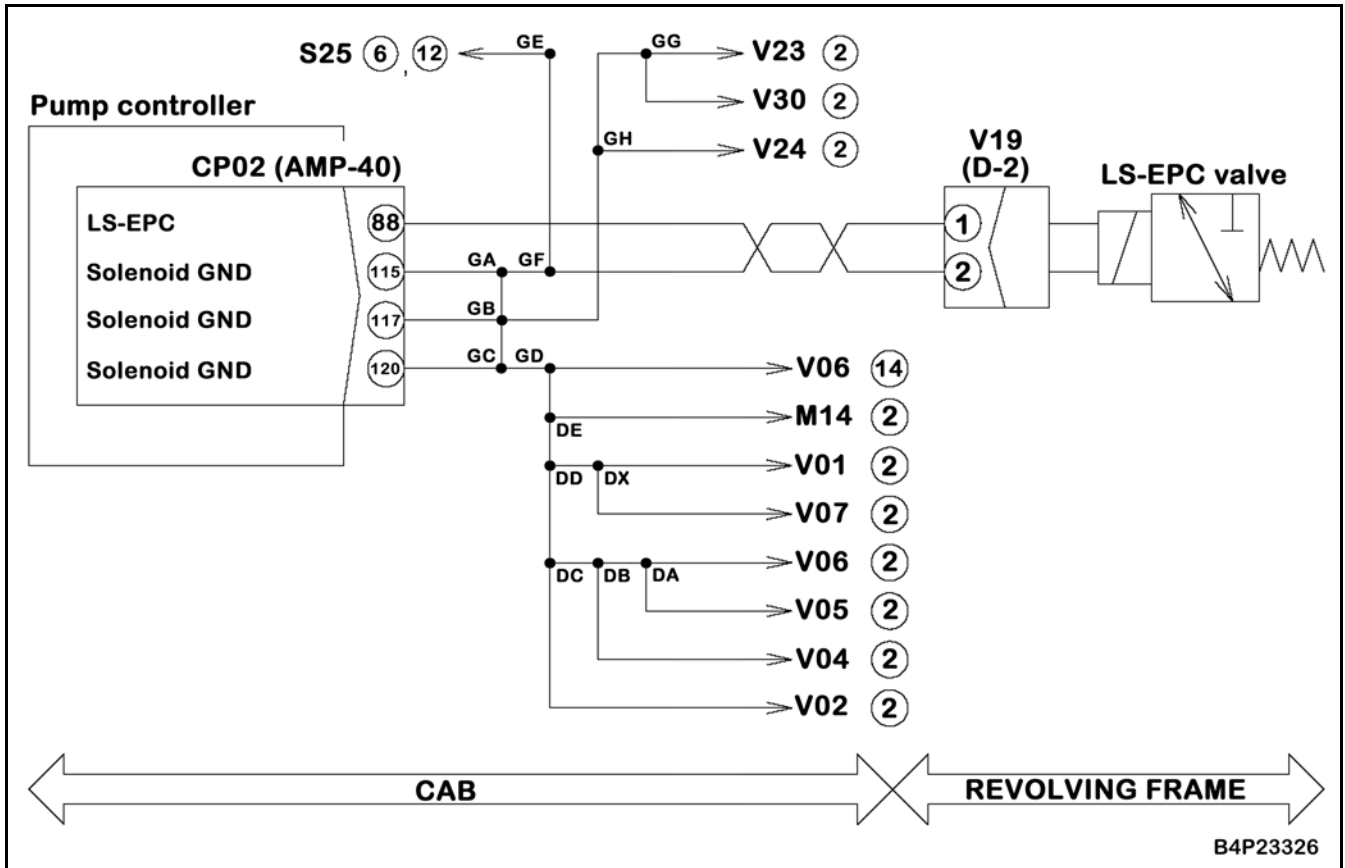 S25 6 , 12
GE
GG
V23 2
V30 2
GH
V24 2
Pump controller
CP02 (AMP-40)
V19
(D-2)
LS-EPC valve
LS-EPC 88
1
Solenoid GND 115
GA GF
2
Solenoid GND 117
GB
Solenoid GND 120
GC GD
V06 14
DE
M14 2
DD DX
V01 2
V07 2
DC DB DA
V06 2
V05 2
V04 2
V02 2
CAB
REVOLVING FRAME
B4P23326